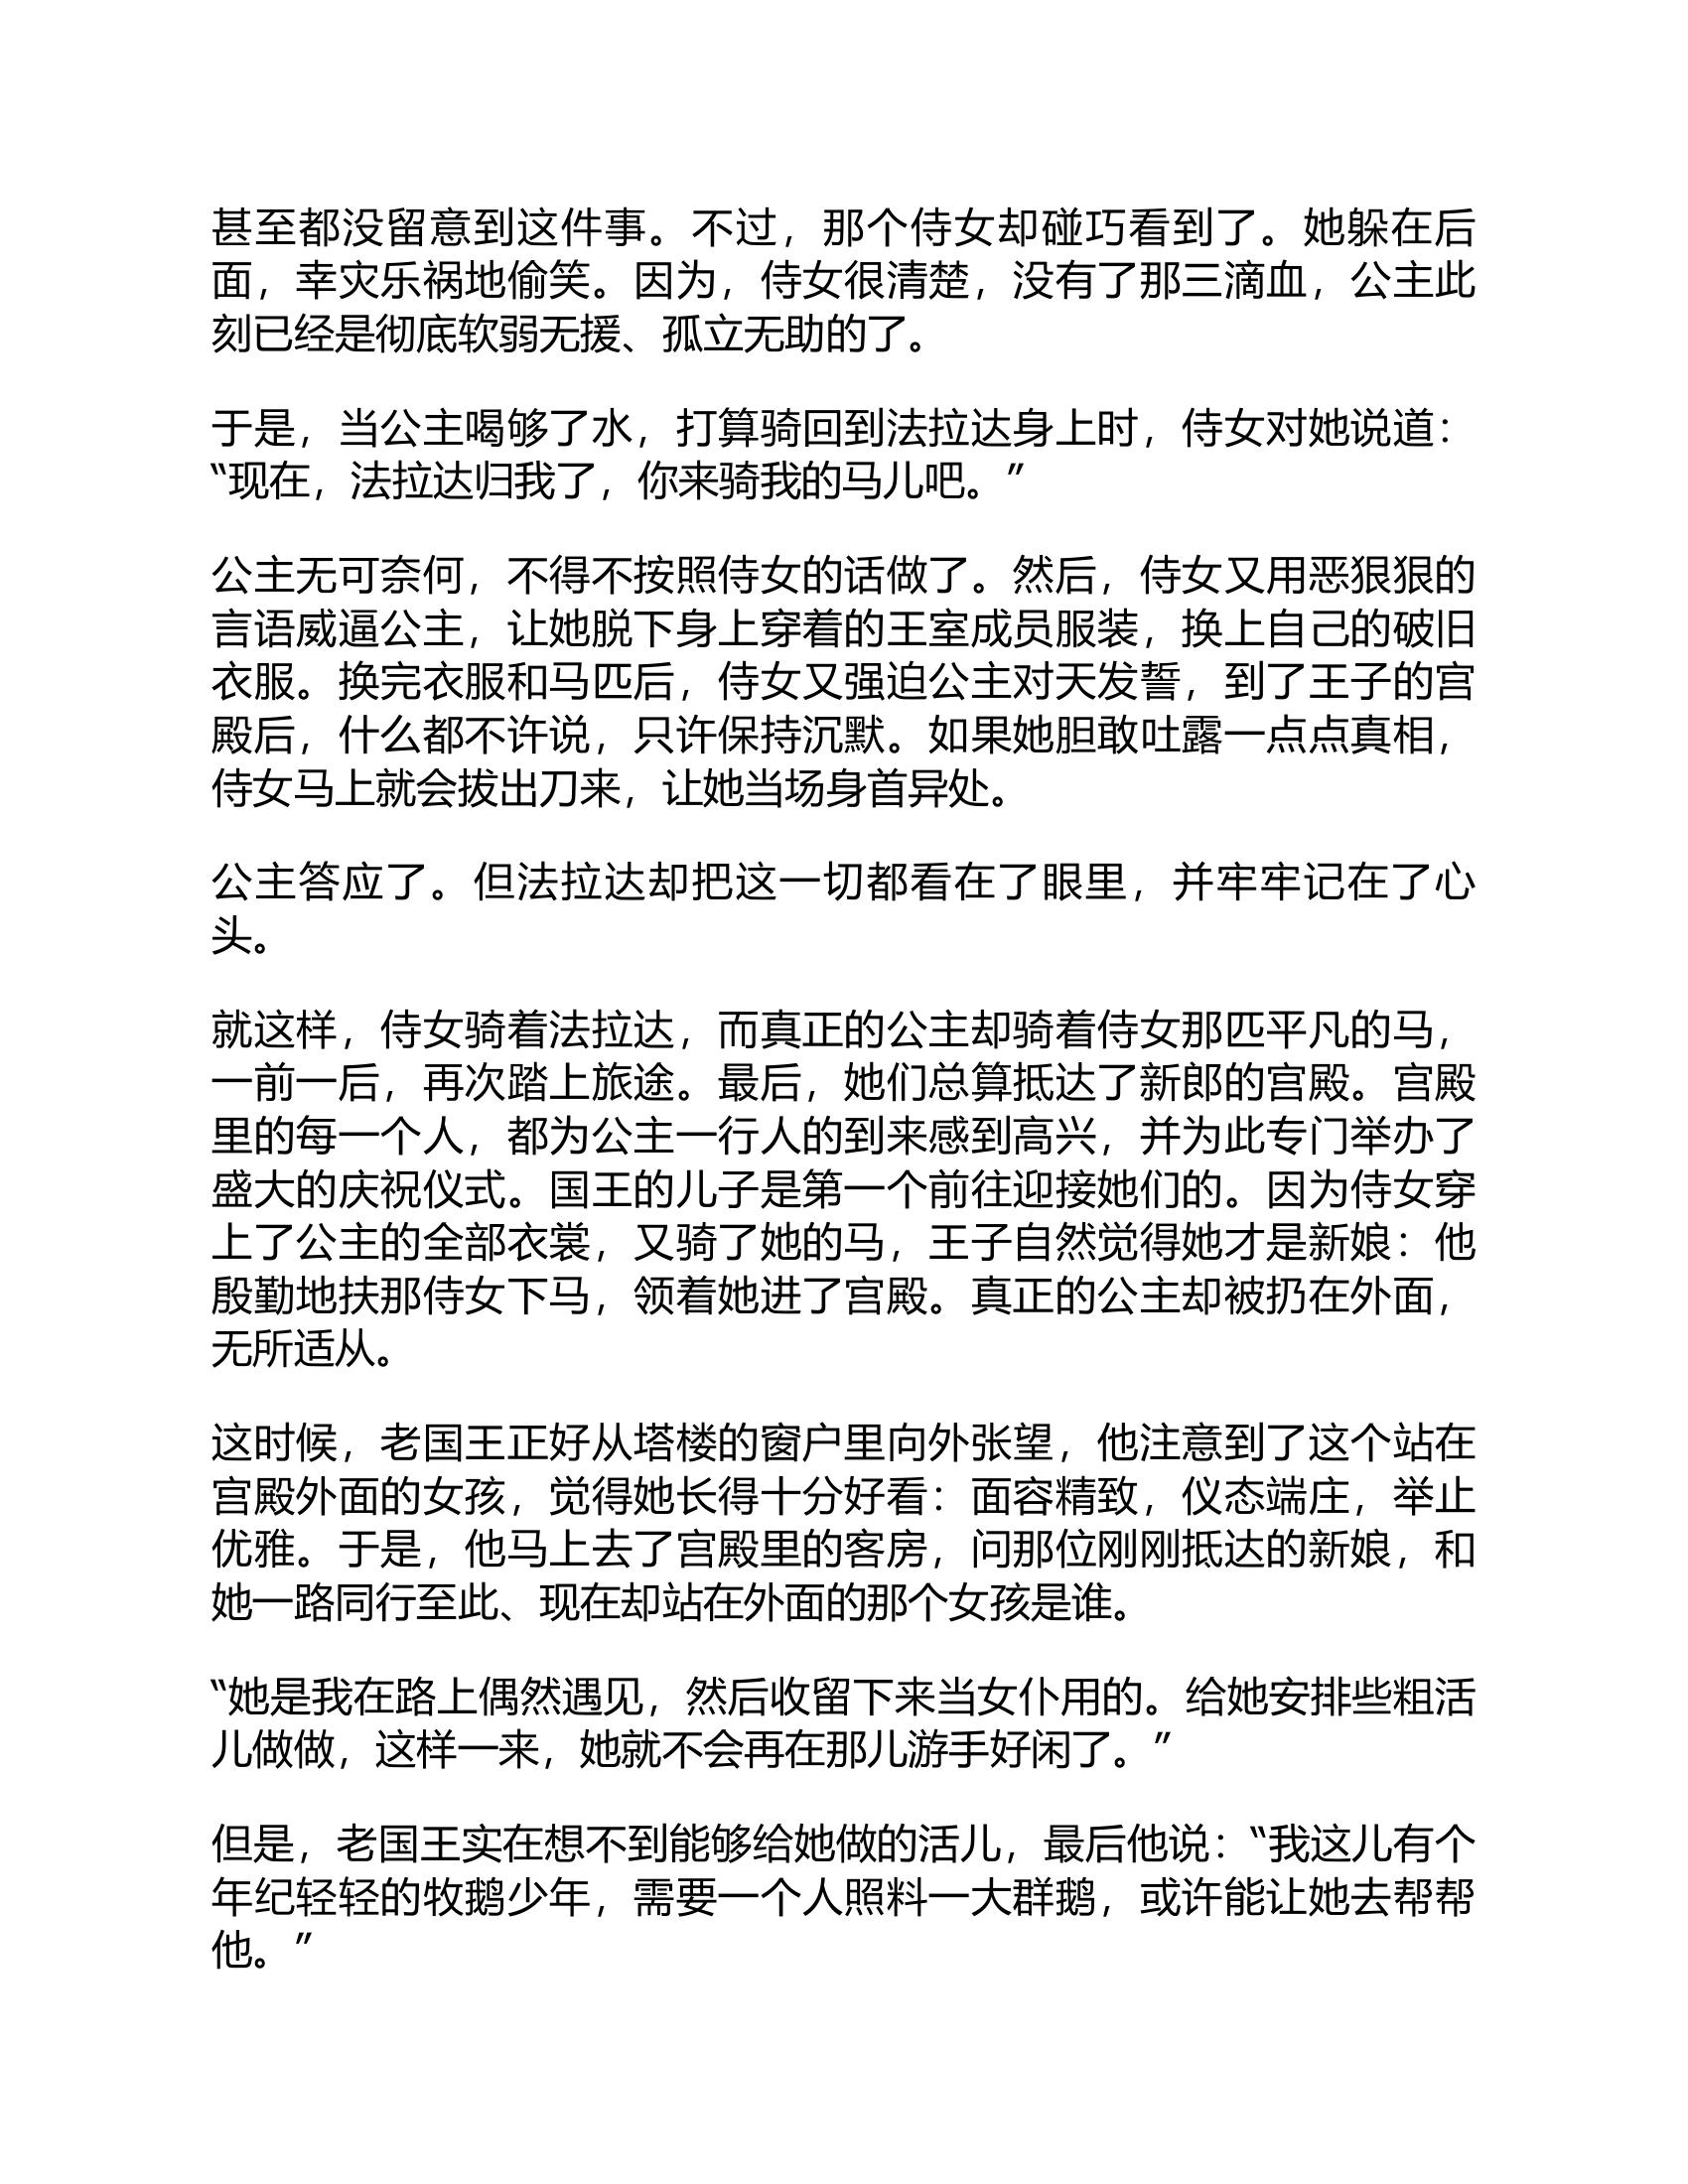 甚至都没留意到这件事。不过，那个侍女却碰巧看到了。她躲在后
面，幸灾乐祸地偷笑。因为，侍女很清楚，没有了那三滴血，公主此
刻已经是彻底软弱无援、孤立无助的了。
于是，当公主喝够了水，打算骑回到法拉达身上时，侍女对她说道：
“现在，法拉达归我了，你来骑我的马儿吧。”
公主无可奈何，不得不按照侍女的话做了。然后，侍女又用恶狠狠的
言语威逼公主，让她脱下身上穿着的王室成员服装，换上自己的破旧
衣服。换完衣服和马匹后，侍女又强迫公主对天发誓，到了王子的宫
殿后，什么都不许说，只许保持沉默。如果她胆敢吐露一点点真相，
侍女马上就会拔出刀来，让她当场身首异处。
公主答应了。但法拉达却把这一切都看在了眼里，并牢牢记在了心
头。
就这样，侍女骑着法拉达，而真正的公主却骑着侍女那匹平凡的马，
一前一后，再次踏上旅途。最后，她们总算抵达了新郎的宫殿。宫殿
里的每一个人，都为公主一行人的到来感到高兴，并为此专门举办了
盛大的庆祝仪式。国王的儿子是第一个前往迎接她们的。因为侍女穿
上了公主的全部衣裳，又骑了她的马，王子自然觉得她才是新娘：他
殷勤地扶那侍女下马，领着她进了宫殿。真正的公主却被扔在外面，
无所适从。
这时候，老国王正好从塔楼的窗户里向外张望，他注意到了这个站在
宫殿外面的女孩，觉得她长得十分好看：面容精致，仪态端庄，举止
优雅。于是，他马上去了宫殿里的客房，问那位刚刚抵达的新娘，和
她一路同行至此、现在却站在外面的那个女孩是谁。
“她是我在路上偶然遇见，然后收留下来当女仆用的。给她安排些粗活
儿做做，这样一来，她就不会再在那儿游手好闲了。”
但是，老国王实在想不到能够给她做的活儿，最后他说：“我这儿有个
年纪轻轻的牧鹅少年，需要一个人照料一大群鹅，或许能让她去帮帮
他。”